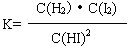 K= C(H₂)·C(I₂)
C(HI)²